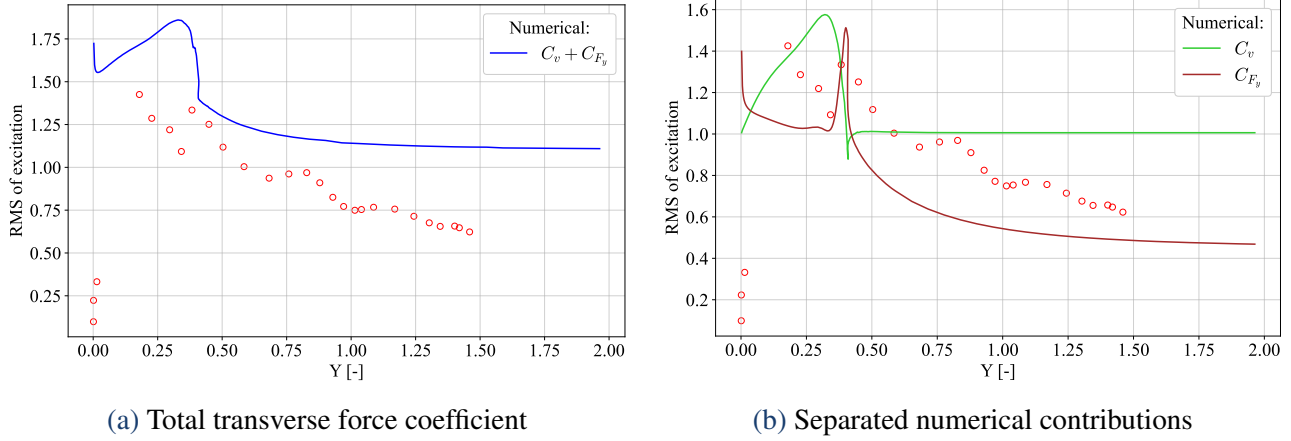 1.75
1.50
1.25
1.00
0.75
0.50
0.25
RMS of excitation
0.00 0.25 0.50 0.75 1.00 1.25 1.50 1.75 2.00
Y [-]
Numerical:
C_v + C_{F_y}
(a) Total transverse force coefficient
1.6
1.4
1.2
1.0
0.8
0.6
0.4
0.2
RMS of excitation
0.00 0.25 0.50 0.75 1.00 1.25 1.50 1.75 2.00
Y [-]
Numerical:
C_v
C_{F_y}
(b) Separated numerical contributions